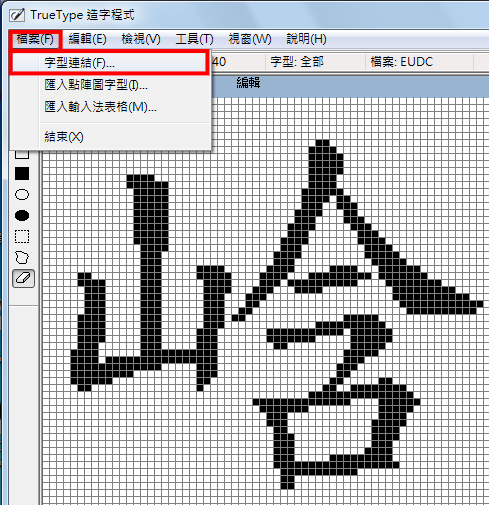 TrueType 造字程式
檔案(F) 編輯(E) 檢視(V) 工具(T) 視窗(W) 說明(H)
40 字型: 全部 檔案: EUDC
字型連結(F)...
匯入點陣圖字型(I)...
匯入輸入法表格(M)...
結束(X)
編輯